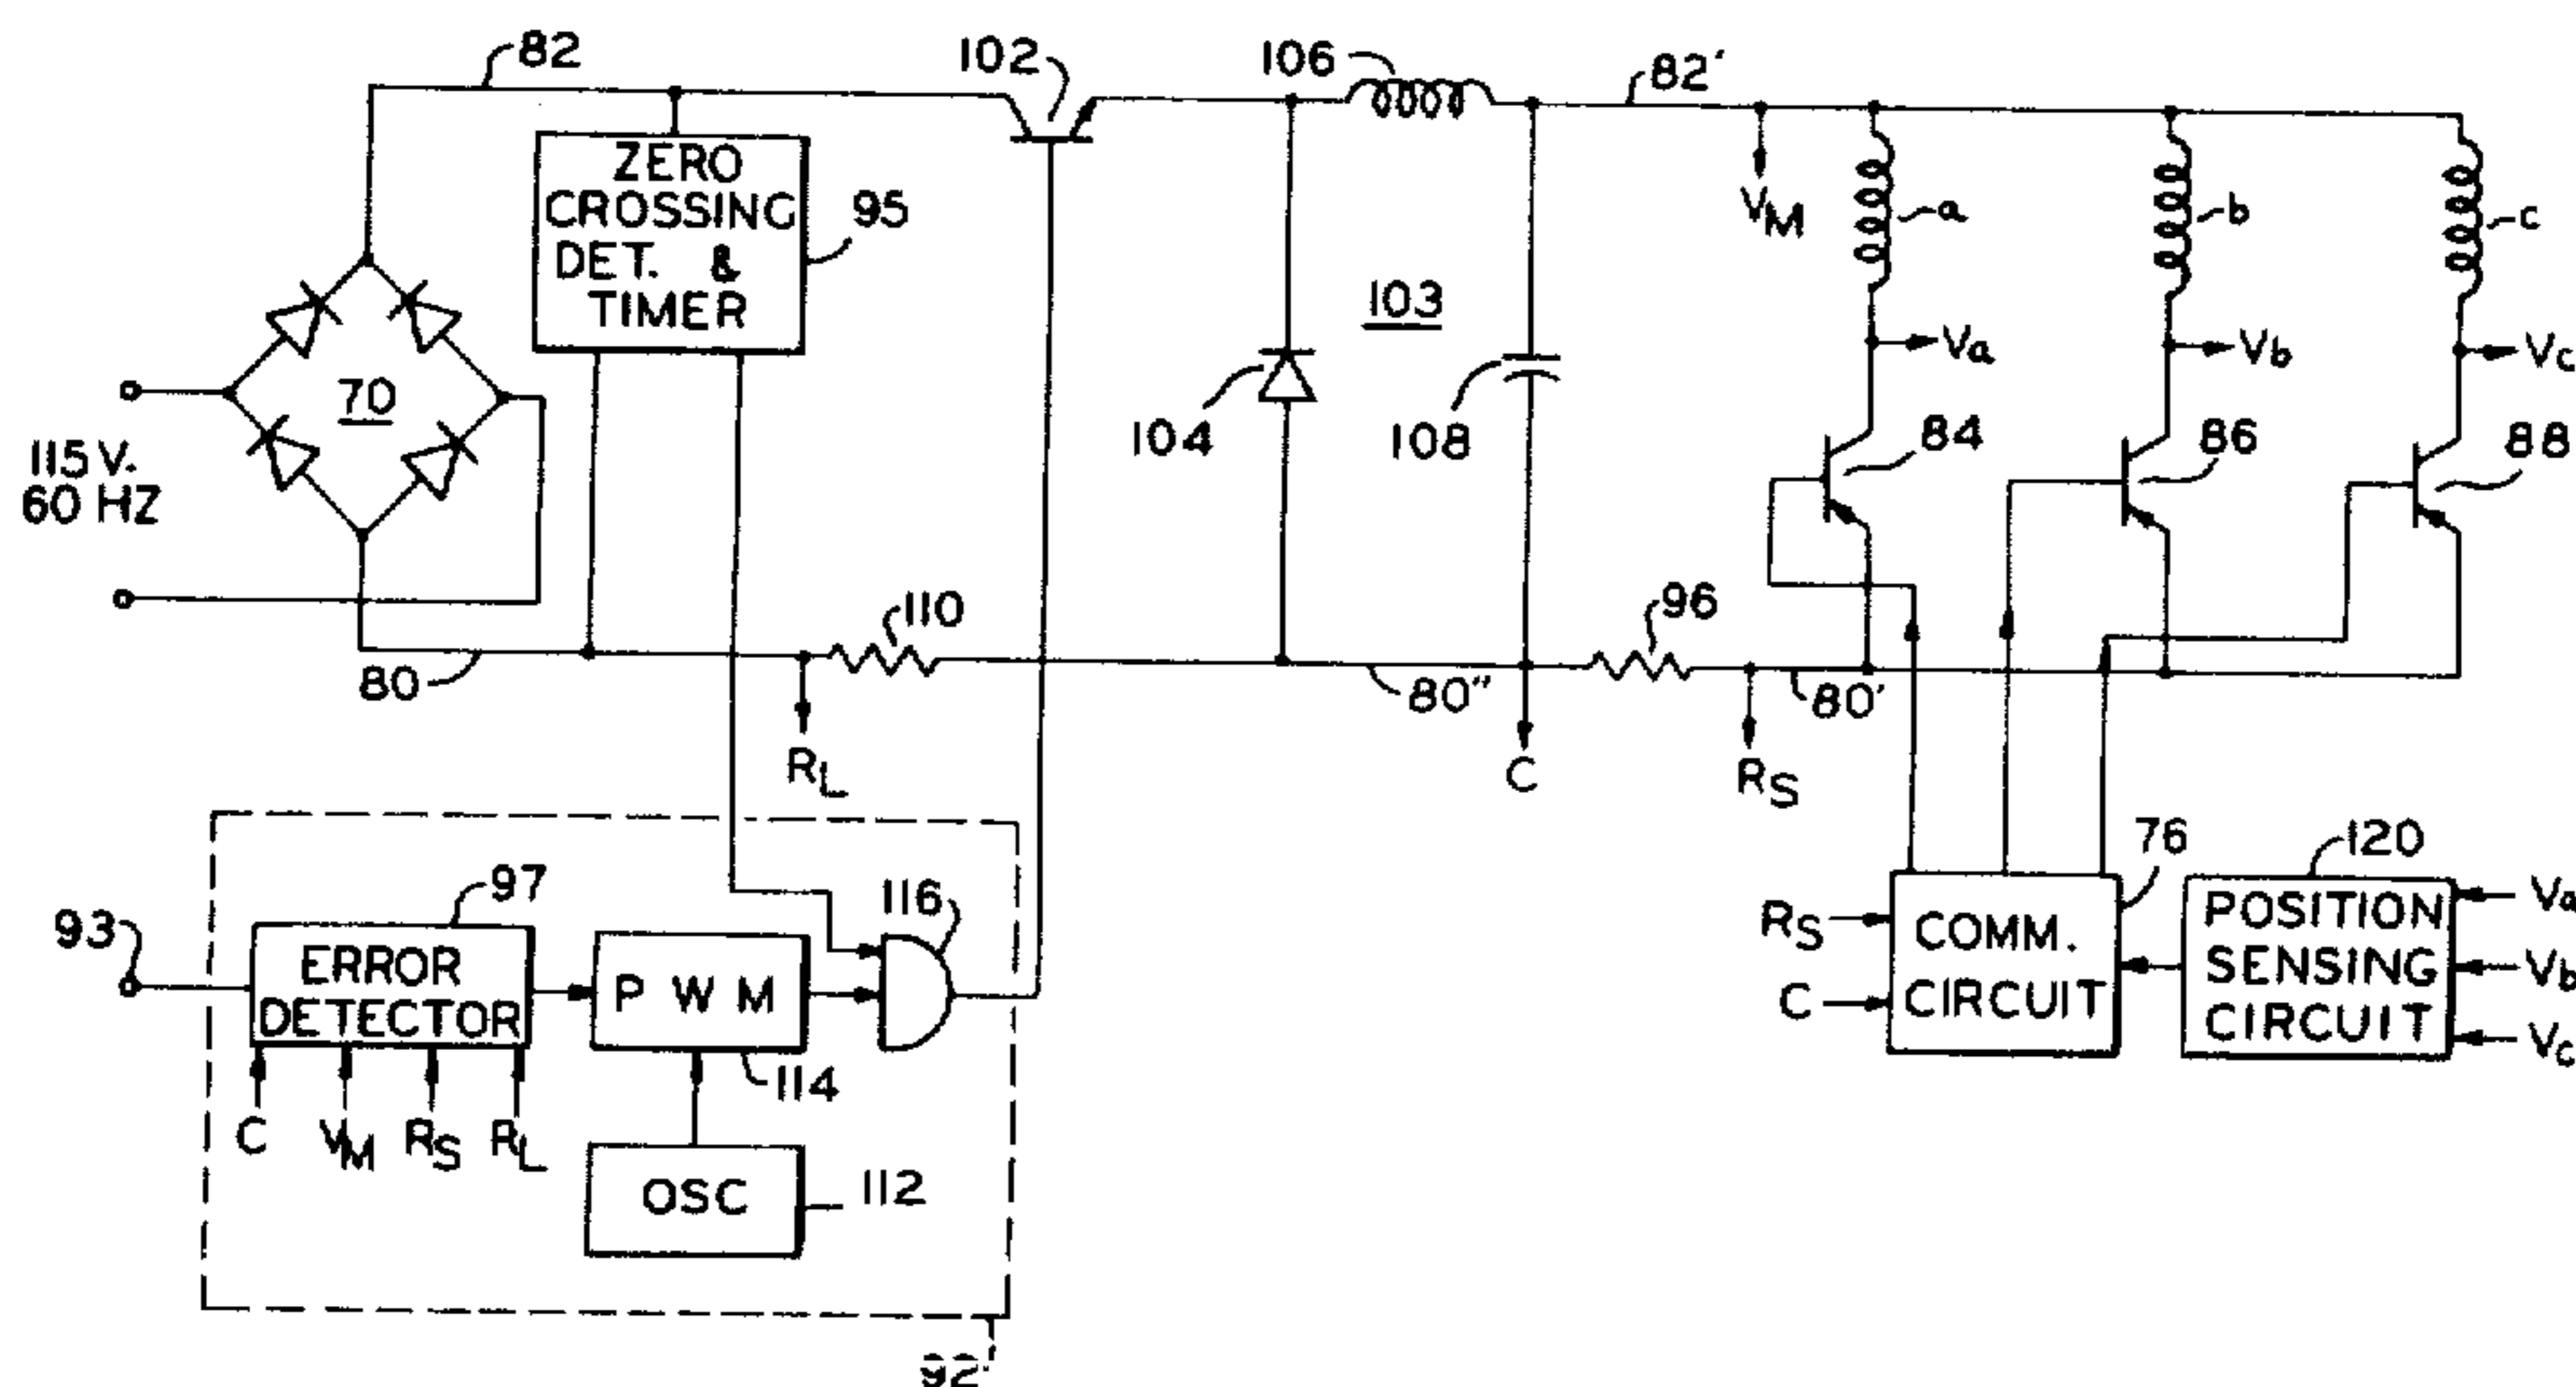 82
102
106
82'
ZERO
CROSSING
DET. &
TIMER
95
VM
a
b
c
103
70
104
108
Va
Vb
Vc
84
86
88
115 V.
60 HZ
110
96
80
80"
80'
RL
C
RS
93
97
ERROR
DETECTOR
P W M
114
116
C
VM
RS
RL
OSC
112
92'
76
120
RS
C
COMM.
CIRCUIT
POSITION
SENSING
CIRCUIT
Va
Vb
Vc